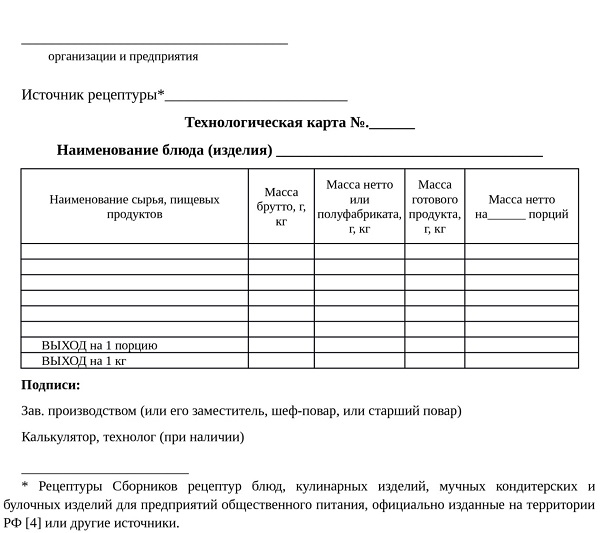 организации и предприятия
Источник рецептуры*________________________
Технологическая карта №.______
Наименование блюда (изделия) ___________________________________
Наименование сырья, пищевых продуктов
Масса брутто, г, кг
Масса нетто или полуфабриката, г, кг
Масса готового продукта, г, кг
Масса нетто на______ порций
ВЫХОД на 1 порцию
ВЫХОД на 1 кг
Подписи:
Зав. производством (или его заместитель, шеф-повар, или старший повар)
Калькулятор, технолог (при наличии)
* Рецептуры Сборников рецептур блюд, кулинарных изделий, мучных кондитерских и
булочных изделий для предприятий общественного питания, официально изданные на территории
РФ [4] или другие источники.